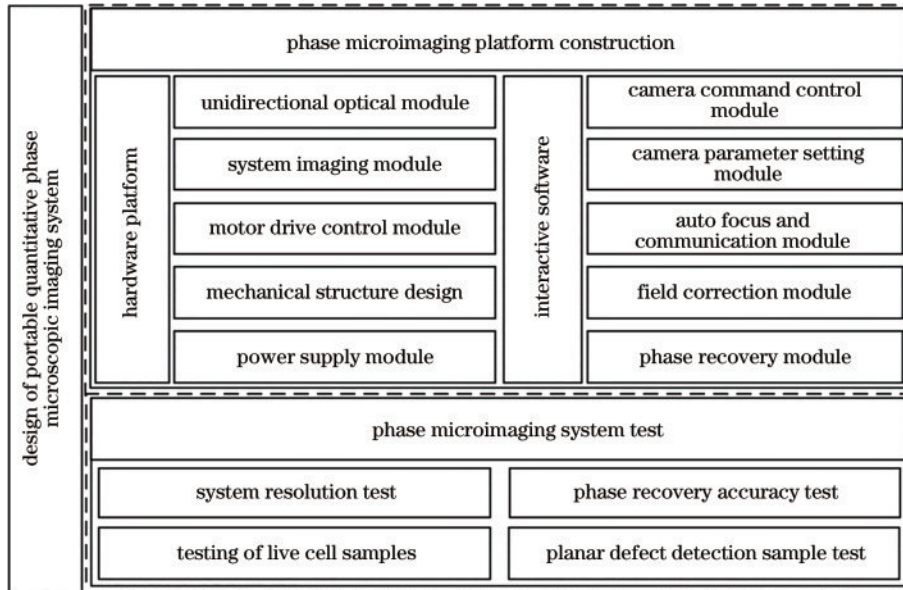 design of portable quantitative phase
microscopic imaging system
phase microimaging platform construction
hardware platform
unidirectional optical module
system imaging module
motor drive control module
mechanical structure design
power supply module
interactive software
camera command control
module
camera parameter setting
module
auto focus and
communication module
field correction module
phase recovery module
phase microimaging system test
system resolution test
phase recovery accuracy test
testing of live cell samples
planar defect detection sample test